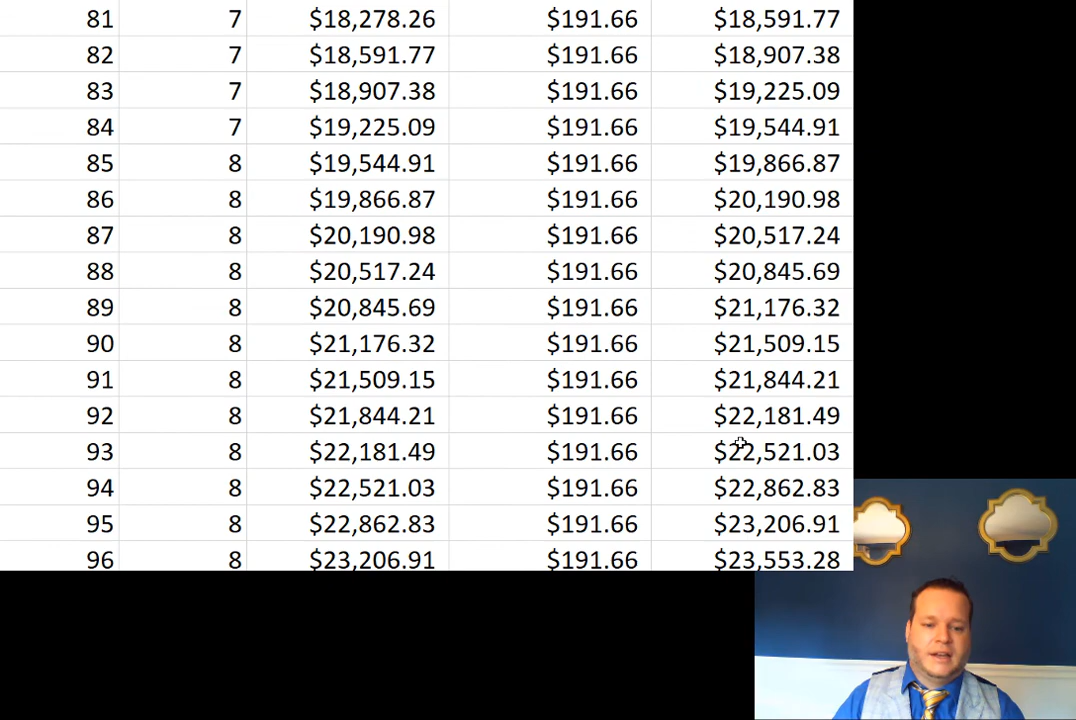 81 7 $18,278.26 $191.66 $18,591.77
82 7 $18,591.77 $191.66 $18,907.38
83 7 $18,907.38 $191.66 $19,225.09
84 7 $19,225.09 $191.66 $19,544.91
85 8 $19,544.91 $191.66 $19,866.87
86 8 $19,866.87 $191.66 $20,190.98
87 8 $20,190.98 $191.66 $20,517.24
88 8 $20,517.24 $191.66 $20,845.69
89 8 $20,845.69 $191.66 $21,176.32
90 8 $21,176.32 $191.66 $21,509.15
91 8 $21,509.15 $191.66 $21,844.21
92 8 $21,844.21 $191.66 $22,181.49
93 8 $22,181.49 $191.66 $22,521.03
94 8 $22,521.03 $191.66 $22,862.83
95 8 $22,862.83 $191.66 $23,206.91
96 8 $23,206.91 $191.66 $23,553.28